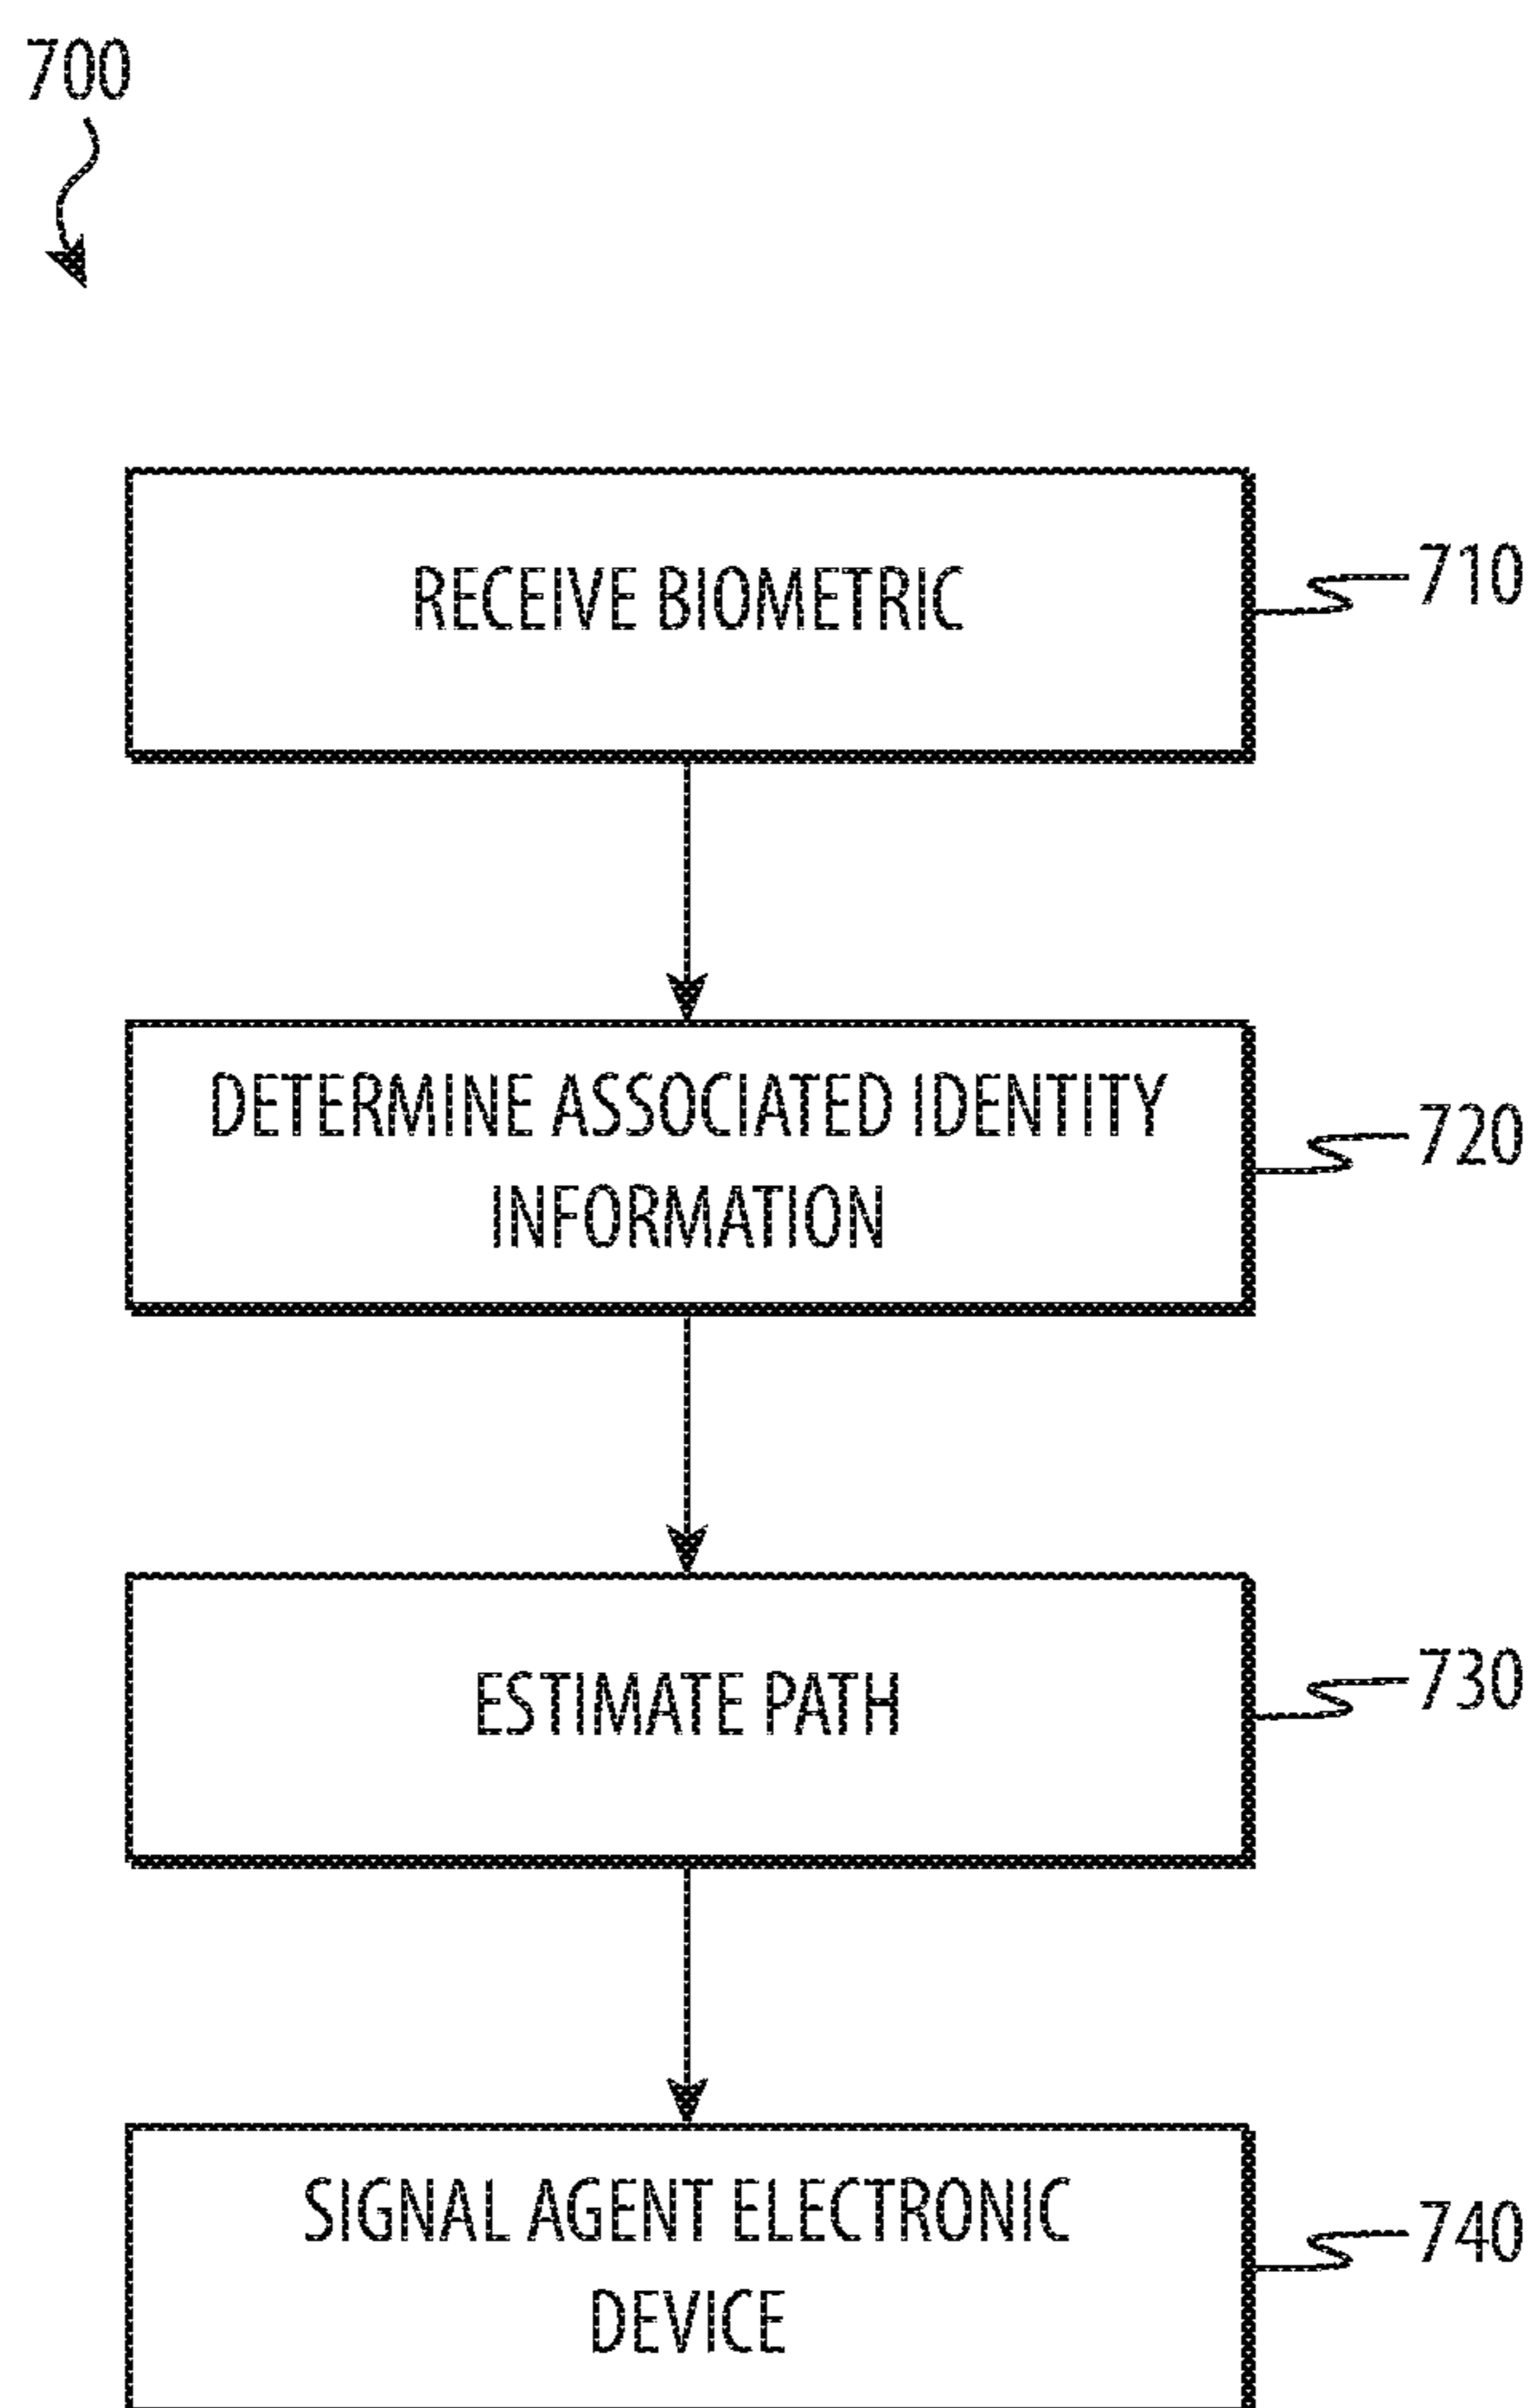 700
RECEIVE BIOMETRIC
710
DETERMINE ASSOCIATED IDENTITY
INFORMATION
720
ESTIMATE PATH
730
SIGNAL AGENT ELECTRONIC
DEVICE
740